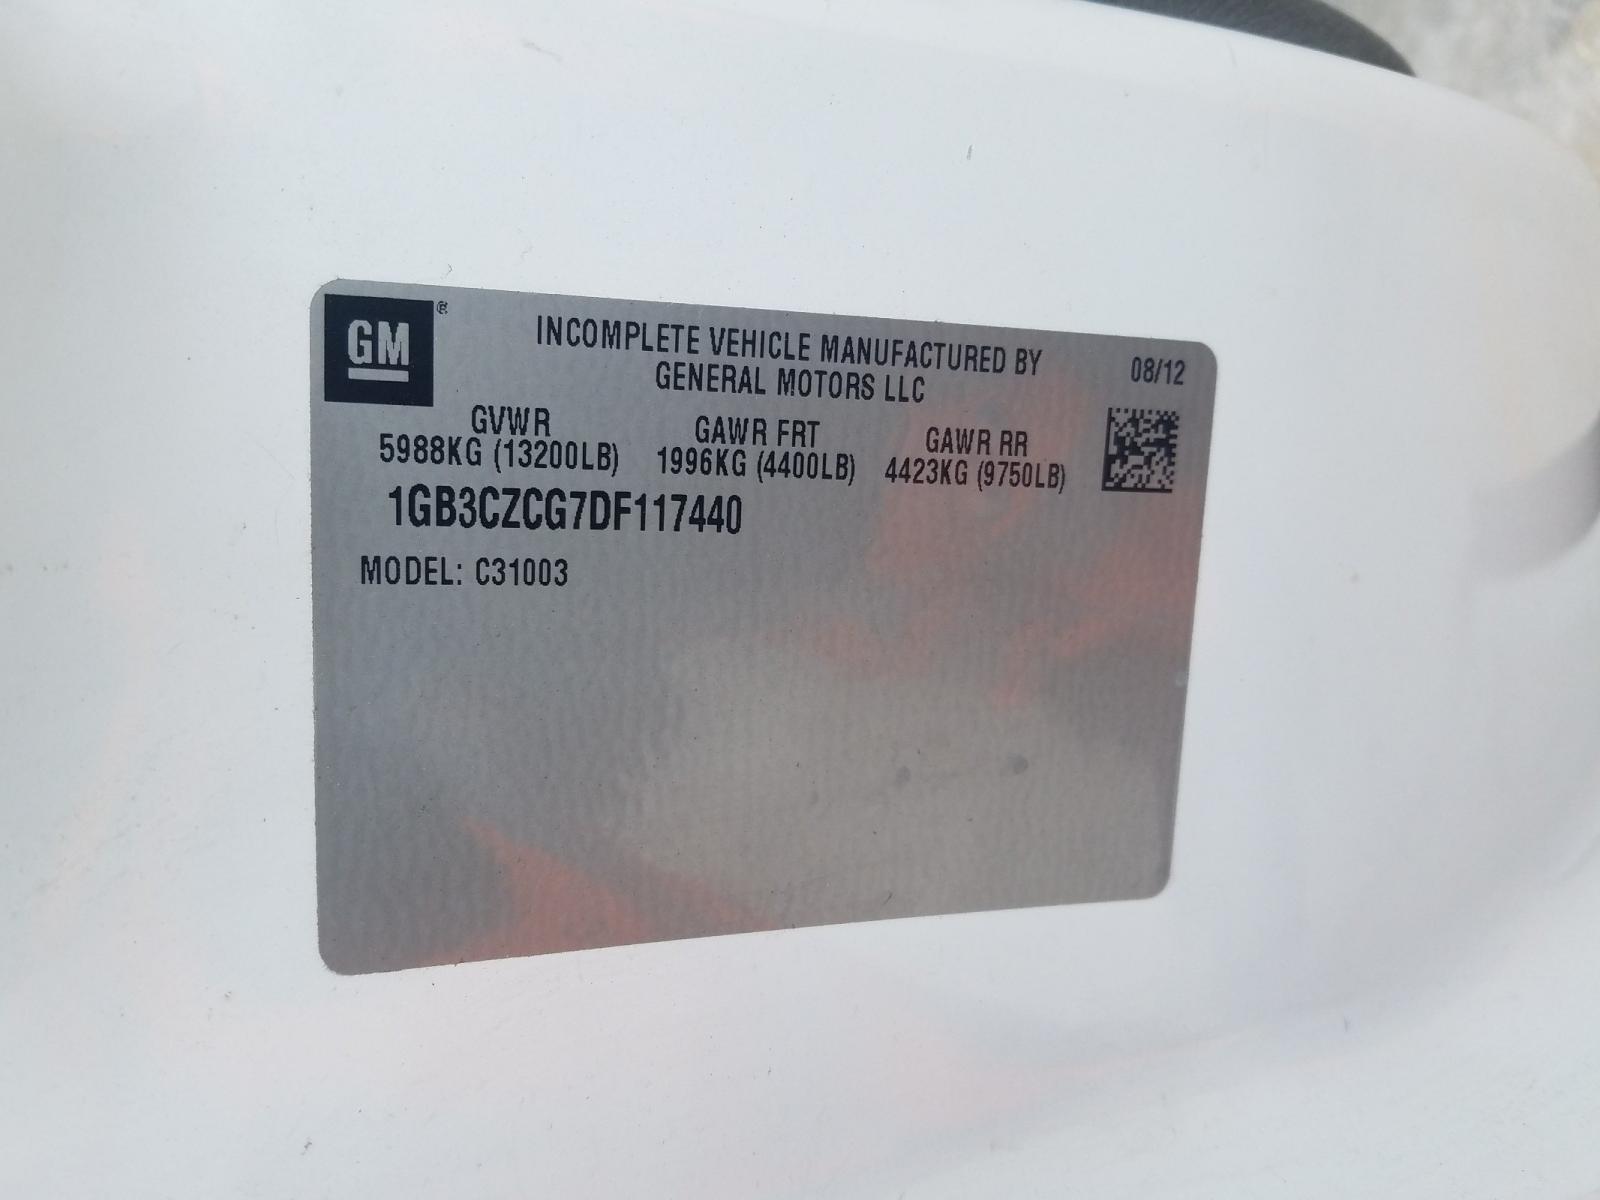 GM ®
INCOMPLETE VEHICLE MANUFACTURED BY
GENERAL MOTORS LLC
08/12
GVWR
5988KG (13200LB)
GAWR FRT
1996KG (4400LB)
GAWR RR
4423KG (9750LB)
1GB3CZCG7DF117440
MODEL: C31003